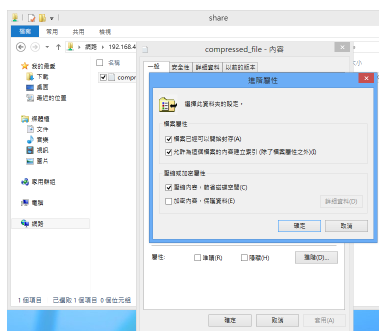 share
檔案 常用 共用 檢視
網路 ▸ 192.168.4
我的最愛
下載
桌面
最近的位置
媒體櫃
文件
音樂
視訊
圖片
家用群組
電腦
網路
名稱
compr
1 個項目 已選取 1 個項目 0 個位元組
compressed_file - 內容
一般 安全性 詳細資料 以前的版本
屬性: 唯讀(R) 隱藏(H) 進階(D)...
確定 取消 套用(A)
進階屬性
選擇此資料夾的設定。
檔案屬性
檔案已經可以開始封存(A)
允許為這個檔案的內容建立索引 (除了檔案屬性之外)(I)
壓縮或加密屬性
壓縮內容，節省磁碟空間(C)
加密內容，保護資料(E)
詳細資料(D)
確定 取消